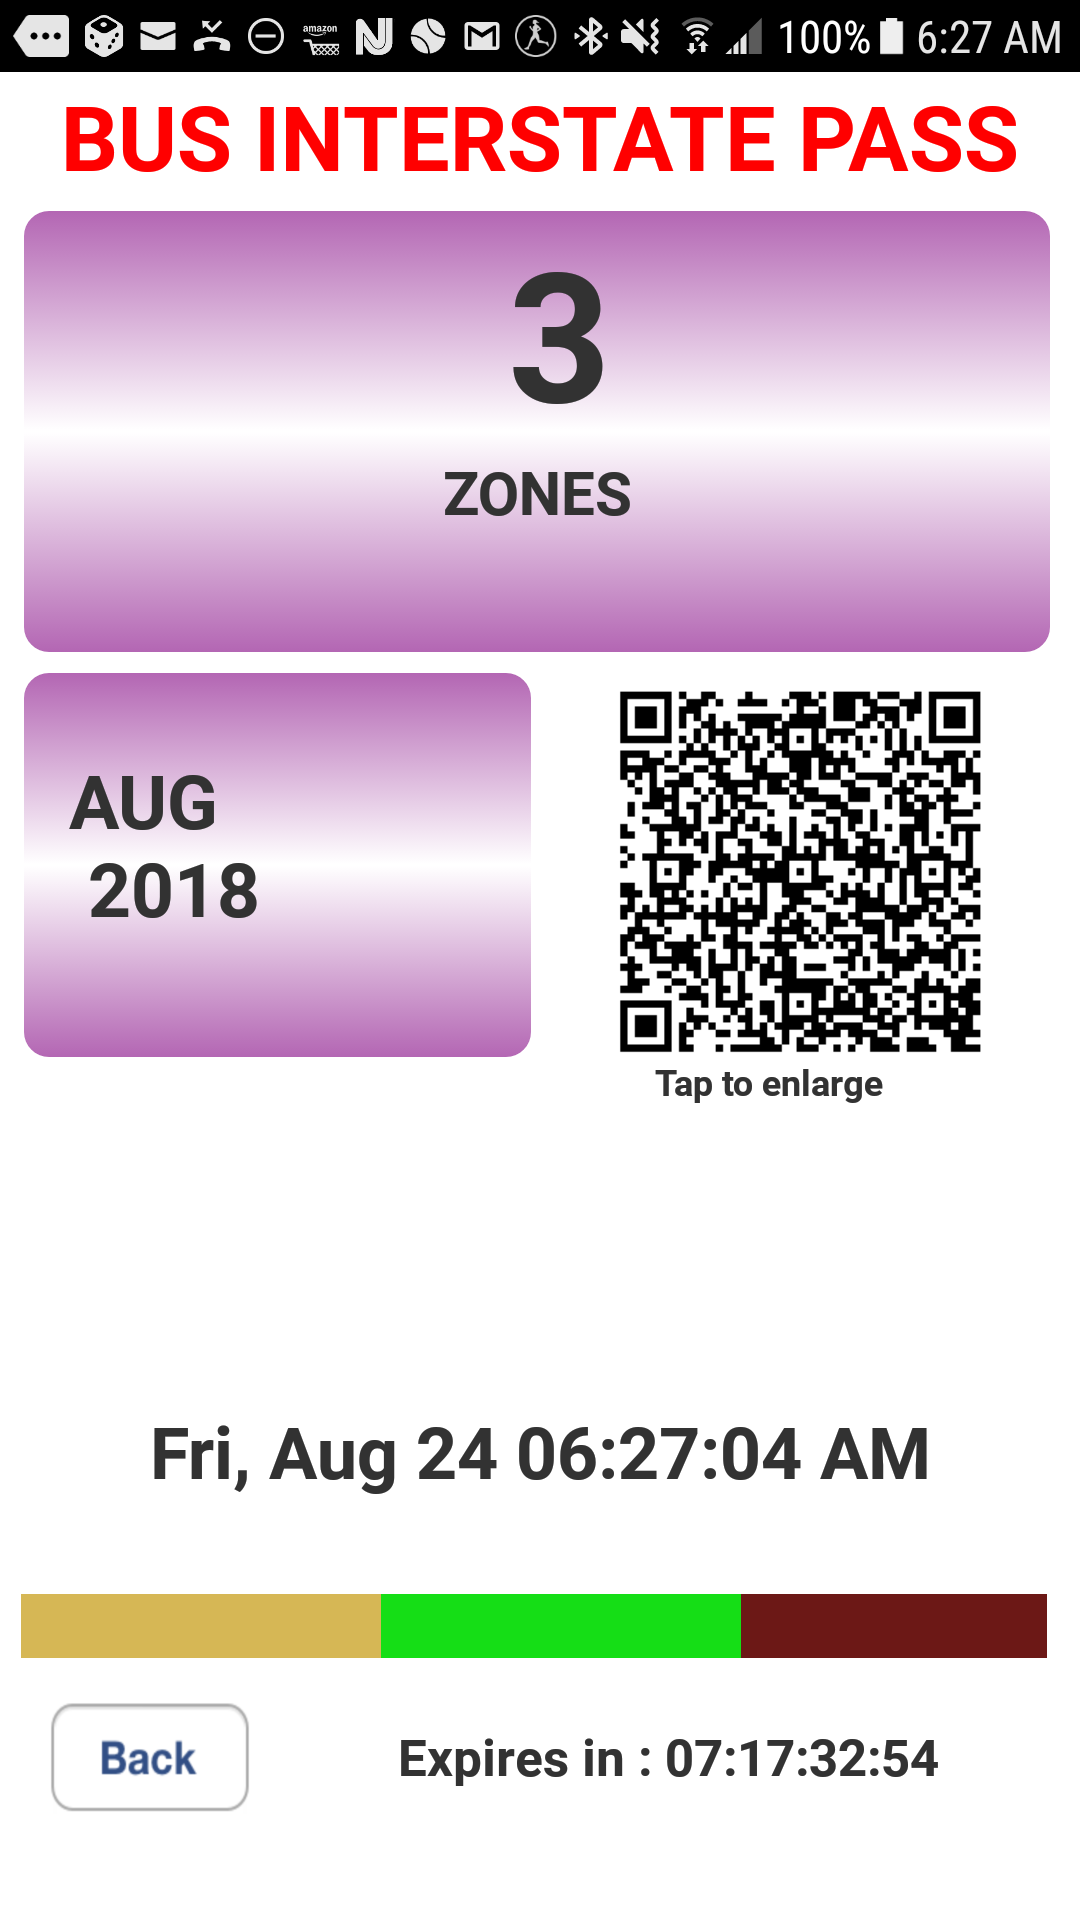 amazon
100% 6:27 AM
BUS INTERSTATE PASS
3
ZONES
AUG
2018
Tap to enlarge
Fri, Aug 24 06:27:04 AM
Back
Expires in : 07:17:32:54